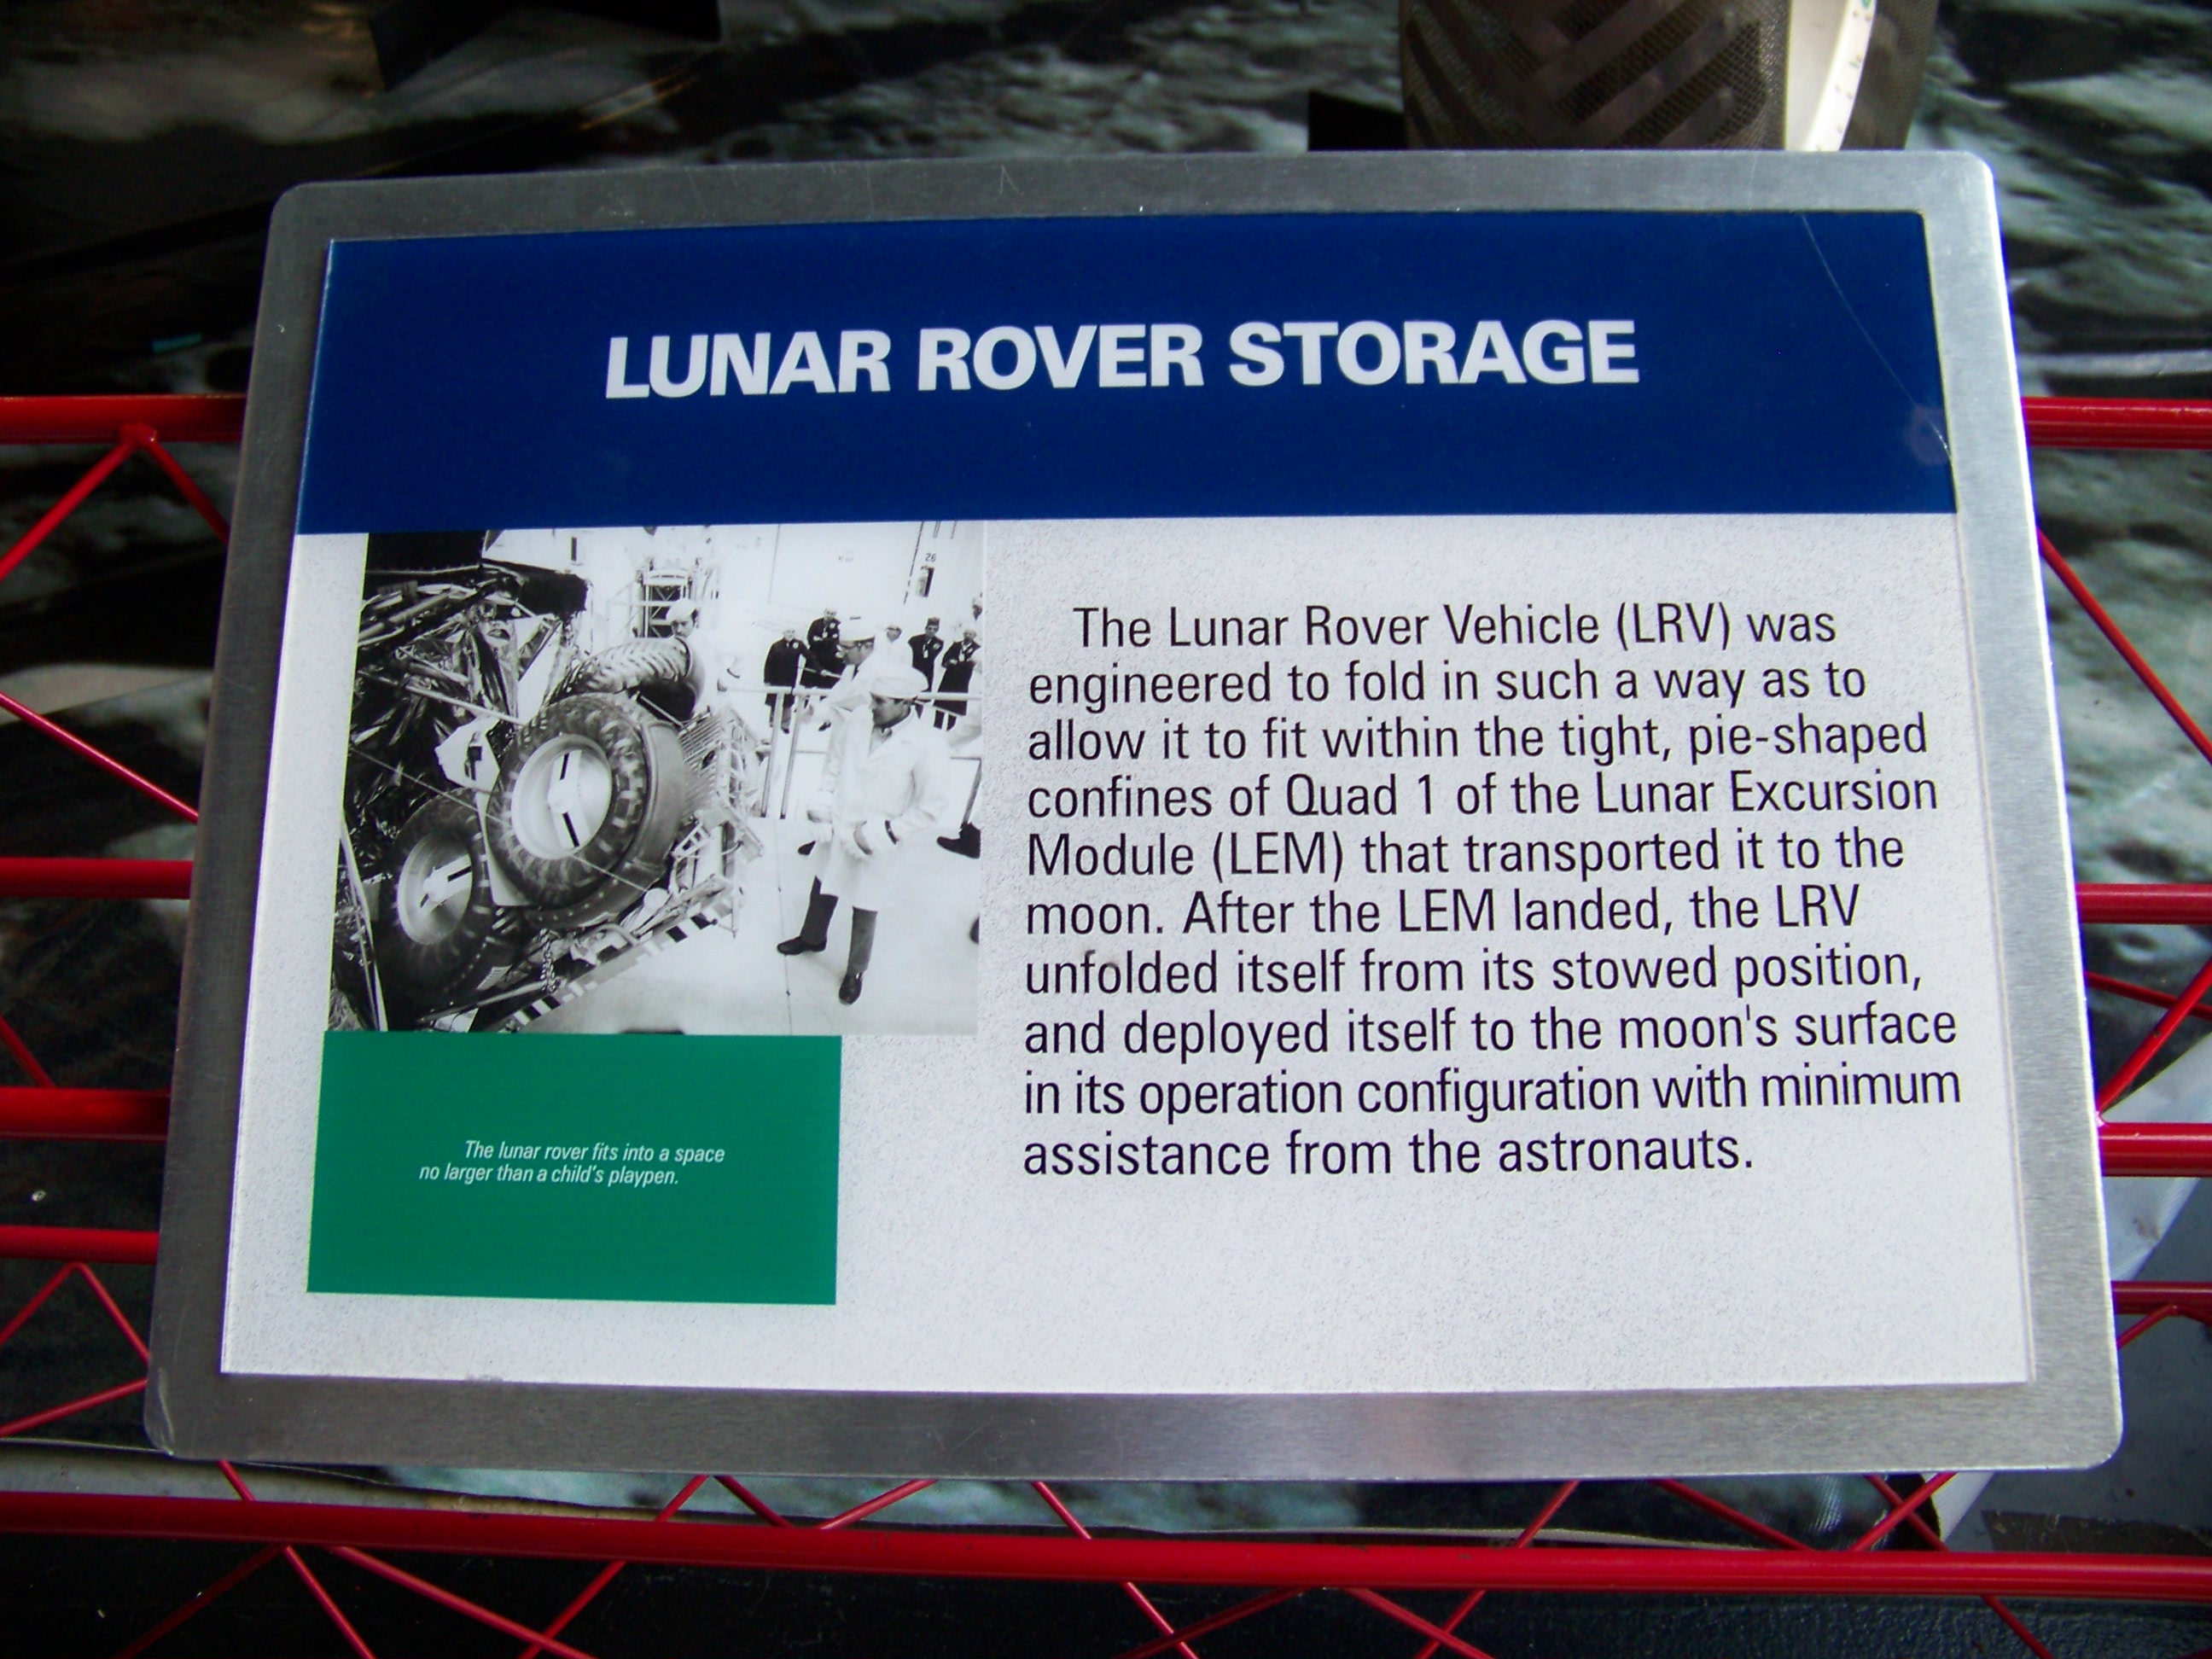 LUNAR ROVER STORAGE
26
The Lunar Rover Vehicle (LRV) was
engineered to fold in such a way as to
allow it to fit within the tight, pie-shaped
confines of Quad 1 of the Lunar Excursion
Module (LEM) that transported it to the
moon. After the LEM landed, the LRV
unfolded itself from its stowed position,
and deployed itself to the moon's surface
in its operation configuration with minimum
assistance from the astronauts.
The lunar rover fits into a space
no larger than a child's playpen.